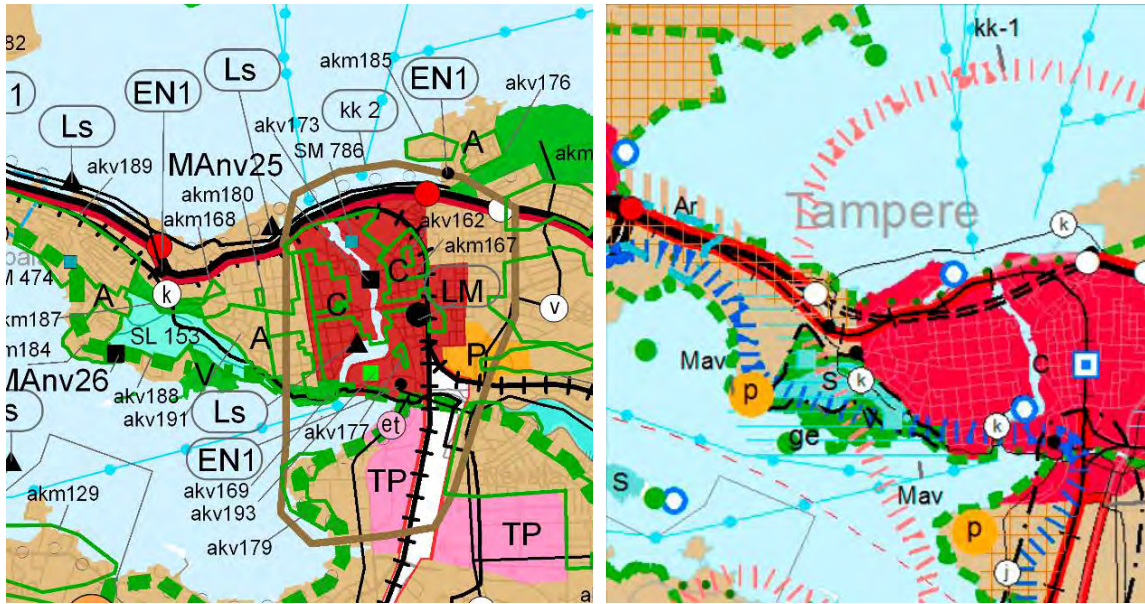 82
1
Ls
EN1
Ls
akm185
EN1
akv176
kk 2
akv173
SM 786
A
akv189
MAnv25
akm180
akm168
akm
akv162
akm167
C
C
LM
k
v
M 474
A
akm187
SL 153
A
P
m184
MAnv26
V
akv188
akv191
s
Ls
akv177
et
EN1
TP
akm129
akv169
akv193
TP
akv179
a
kk-1
Ar
Tampere
k
Mav
p
S
k
C
V
k
ge
S
Mav
p
j